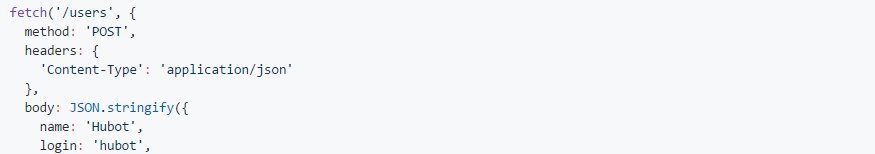 fetch('/users', {
  method: 'POST',
  headers: {
    'Content-Type': 'application/json'
  },
  body: JSON.stringify({
    name: 'Hubot',
    login: 'hubot',